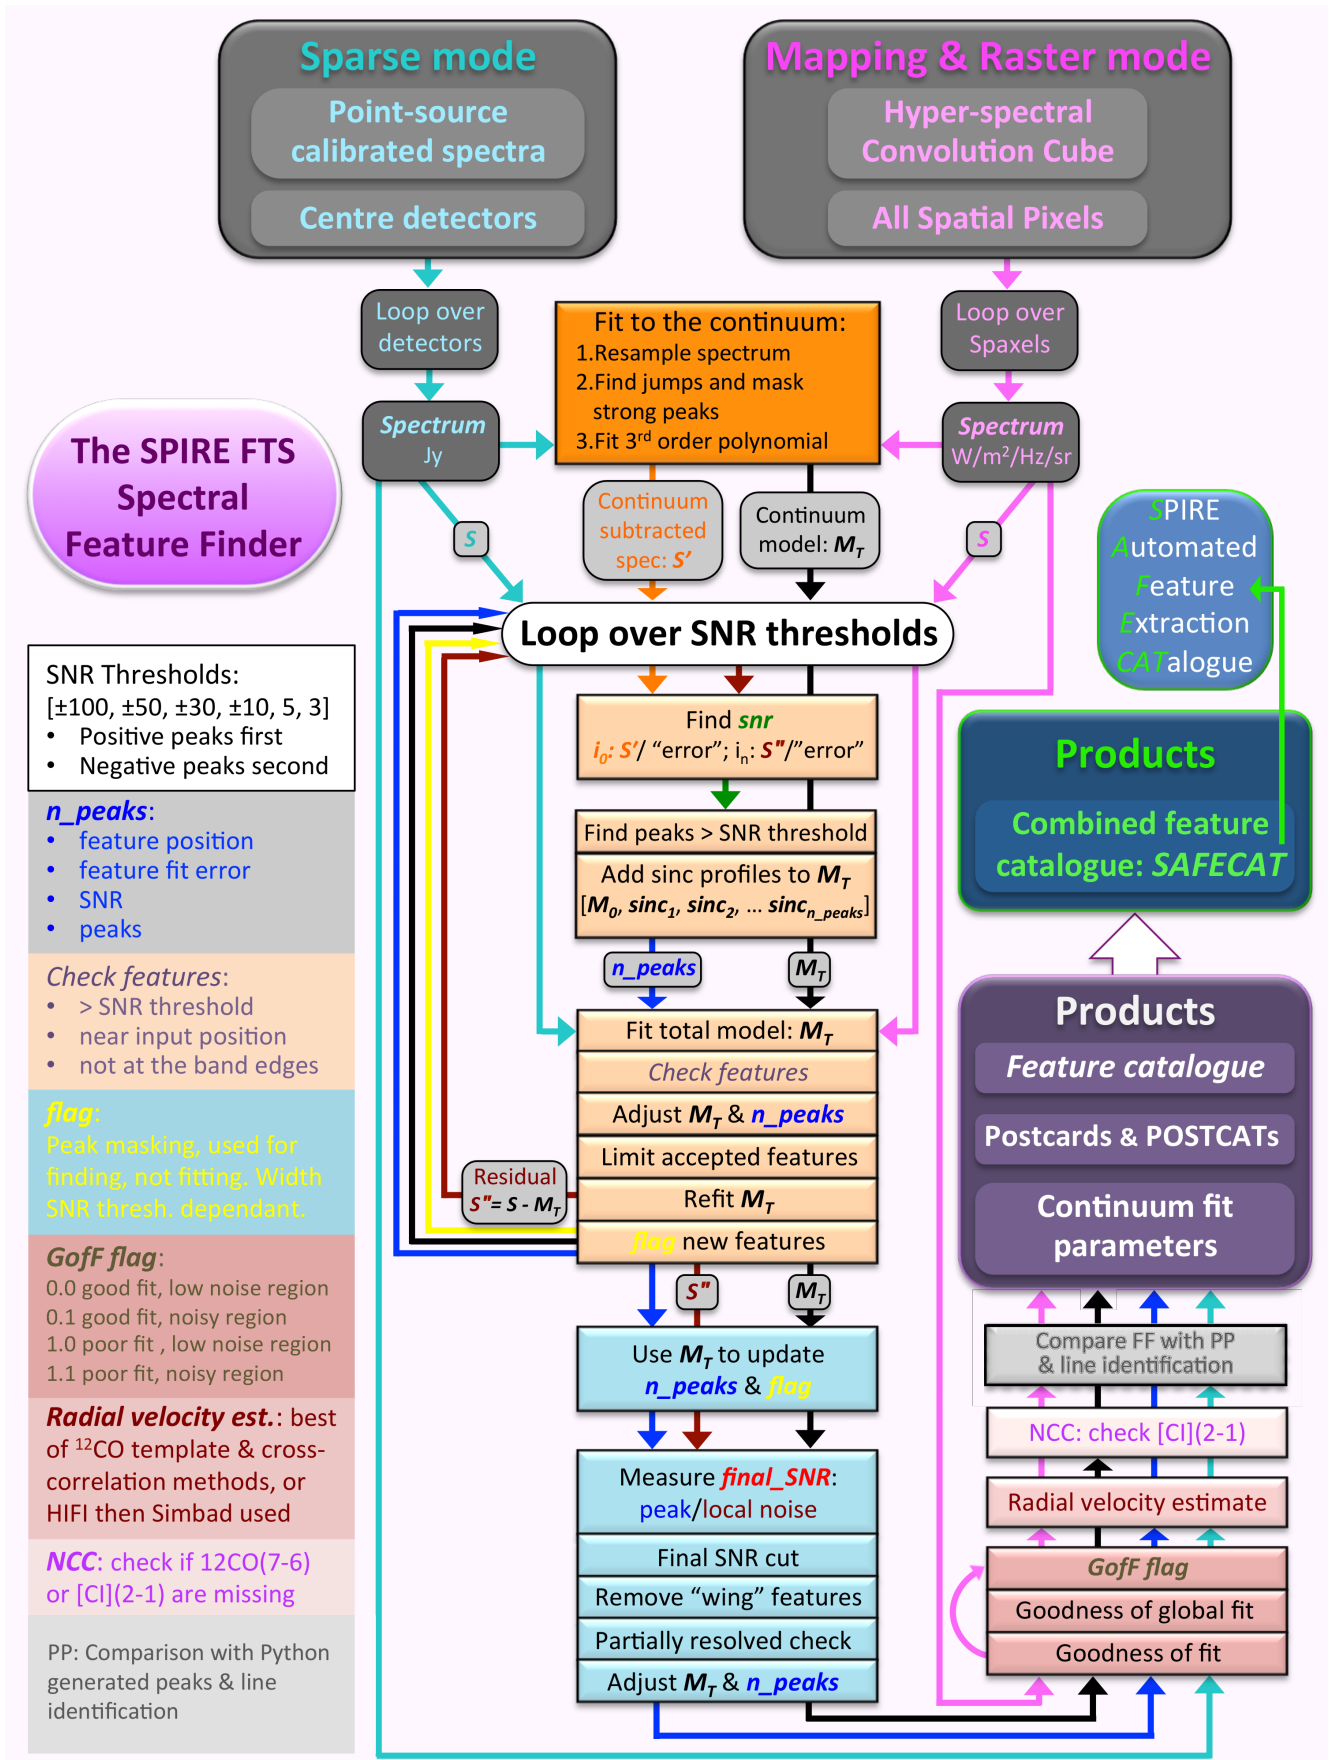 Sparse mode
Point-source
calibrated spectra
Centre detectors
Mapping & Raster mode
Hyper-spectral
Convolution Cube
All Spatial Pixels
Loop over
detectors
Spectrum
Jy
Fit to the continuum:
1.Resample spectrum
2.Find jumps and mask
strong peaks
3.Fit 3rd order polynomial
Loop over
Spaxels
Spectrum
W/m²/Hz/sr
The SPIRE FTS
Spectral
Feature Finder
S
Continuum
subtracted
spec: S’
Continuum
model: M_T
S
SPIRE
Automated
Feature
Extraction
CATalogue
Loop over SNR thresholds
SNR Thresholds:
[±100, ±50, ±30, ±10, 5, 3]
• Positive peaks first
• Negative peaks second
n_peaks:
• feature position
• feature fit error
• SNR
• peaks
Check features:
• > SNR threshold
• near input position
• not at the band edges
flag:
Peak masking, used for
finding, not fitting. Width
SNR thresh. dependant.
GofF flag:
0.0 good fit, low noise region
0.1 good fit, noisy region
1.0 poor fit , low noise region
1.1 poor fit, noisy region
Radial velocity est.: best
of ¹²CO template & cross-
correlation methods, or
HIFI then Simbad used
NCC: check if 12CO(7-6)
or [CI](2-1) are missing
PP: Comparison with Python
generated peaks & line
identification
Find snr
i₀: S’/ “error”; iₙ: S"/”error”
Find peaks > SNR threshold
Add sinc profiles to M_T
[M₀, sinc₁, sinc₂, … sinc_n_peaks]
n_peaks
M_T
Fit total model: M_T
Check features
Adjust M_T & n_peaks
Limit accepted features
Refit M_T
flag new features
Residual
S"= S - M_T
S"
M_T
Use M_T to update
n_peaks & flag
Measure final_SNR:
peak/local noise
Final SNR cut
Remove “wing” features
Partially resolved check
Adjust M_T & n_peaks
Products
Combined feature
catalogue: SAFECAT
Products
Feature catalogue
Postcards & POSTCATs
Continuum fit
parameters
Compare FF with PP
& line identification
NCC: check [CI](2-1)
Radial velocity estimate
GofF flag
Goodness of global fit
Goodness of fit